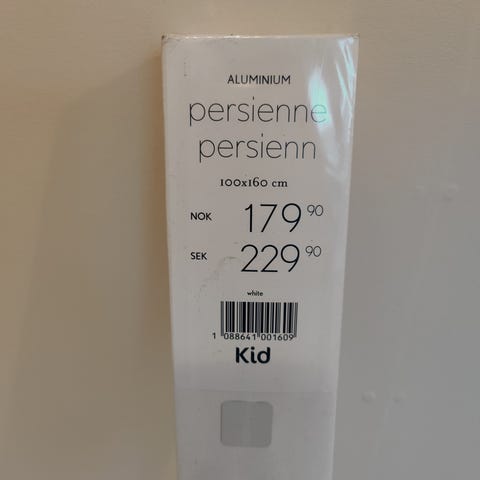 ALUMINIUM
persienne
persienn
100x160 cm
NOK 179 90
SEK 229 90
white
1 088641 001609
Kid